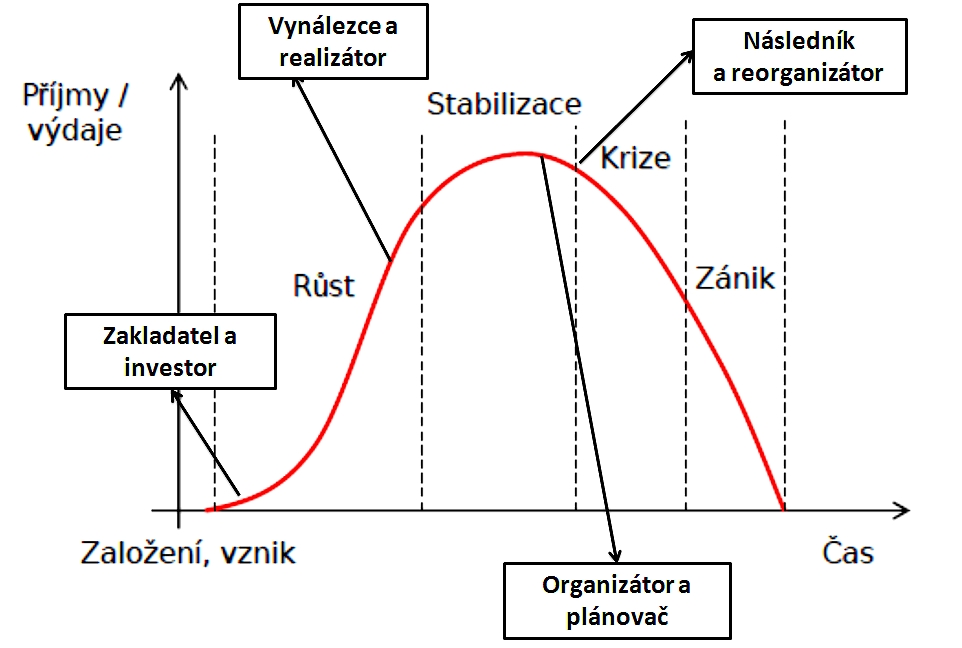 Vynálezce a
realizátor
Následník
a reorganizátor
Příjmy /
výdaje
Stabilizace
Krize
Růst
Zánik
Zakladatel a
investor
Založení, vznik
Čas
Organizátor a
plánovač